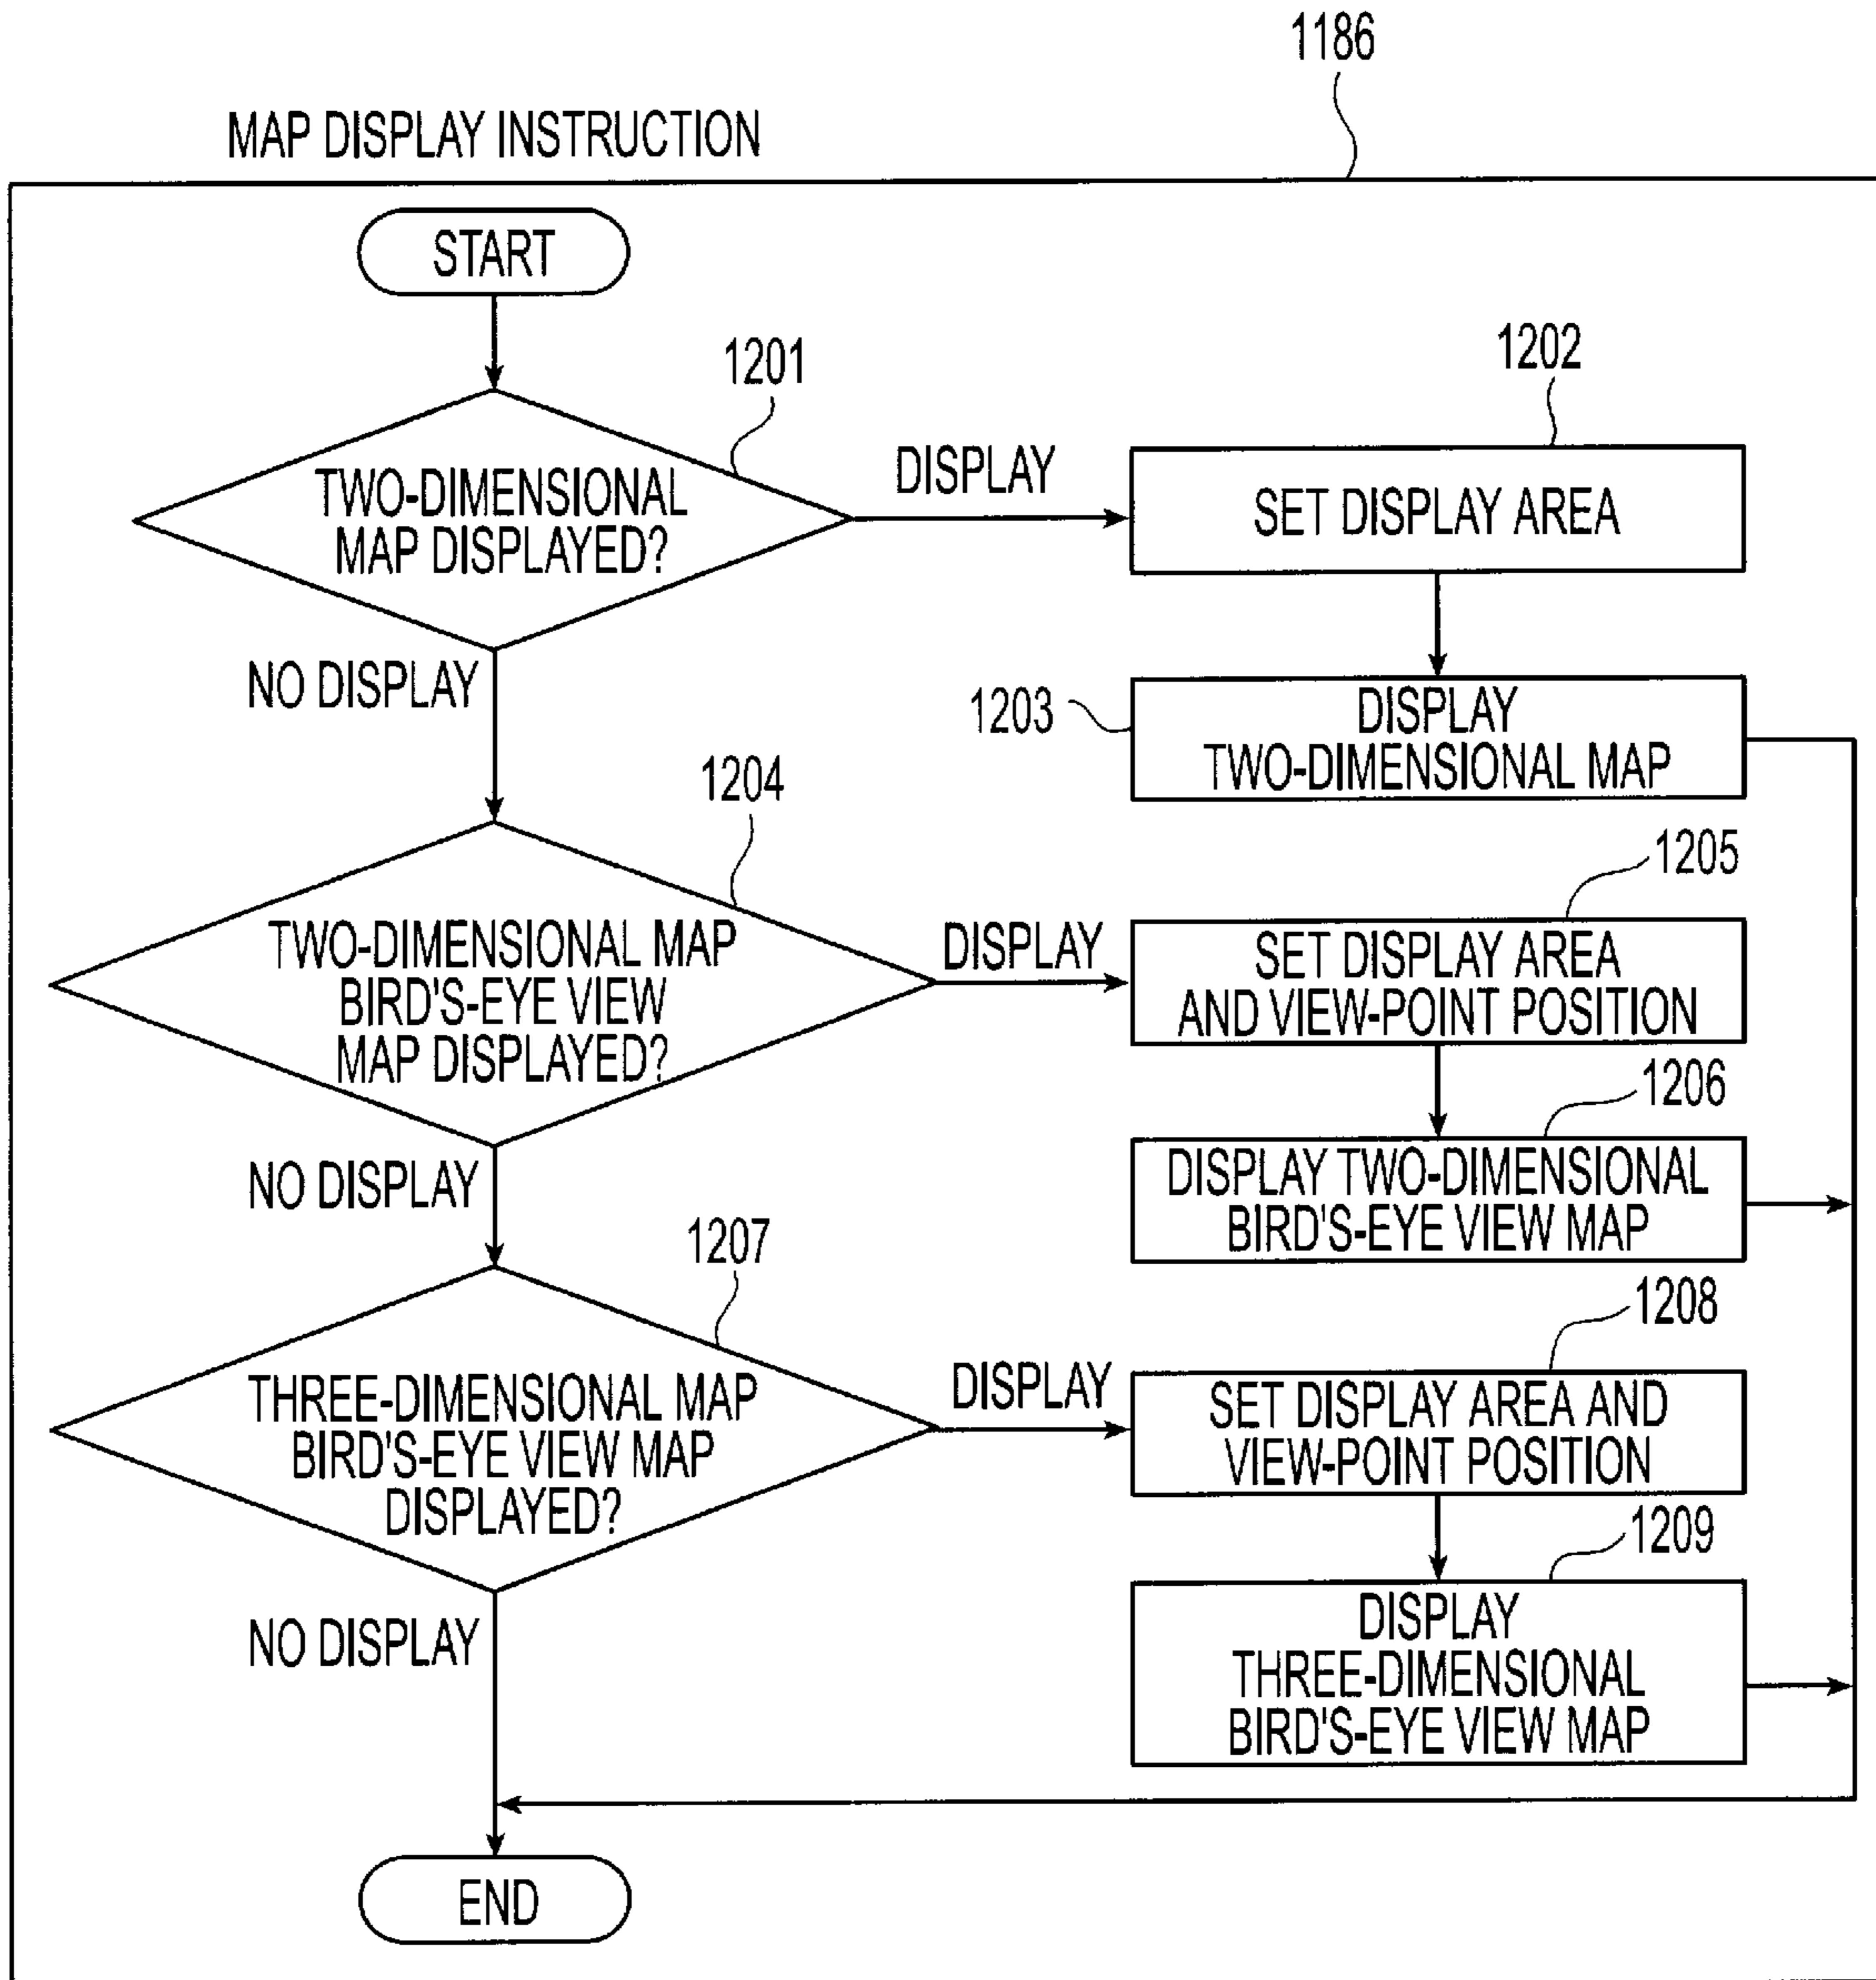 1186
MAP DISPLAY INSTRUCTION
START
1201
TWO-DIMENSIONAL
MAP DISPLAYED?
DISPLAY
1202
SET DISPLAY AREA
NO DISPLAY
1203
DISPLAY
TWO-DIMENSIONAL MAP
1204
TWO-DIMENSIONAL MAP
BIRD'S-EYE VIEW
MAP DISPLAYED?
DISPLAY
1205
SET DISPLAY AREA
AND VIEW-POINT POSITION
1206
DISPLAY TWO-DIMENSIONAL
BIRD'S-EYE VIEW MAP
NO DISPLAY
1207
THREE-DIMENSIONAL MAP
BIRD'S-EYE VIEW MAP
DISPLAYED?
DISPLAY
1208
SET DISPLAY AREA AND
VIEW-POINT POSITION
1209
DISPLAY
THREE-DIMENSIONAL
BIRD'S-EYE VIEW MAP
NO DISPLAY
END